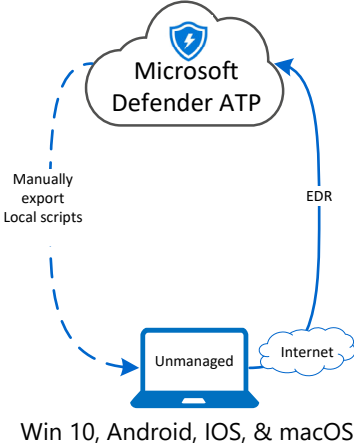 Microsoft
Defender ATP
Manually
export
Local scripts
EDR
Unmanaged
Internet
Win 10, Android, IOS, & macOS